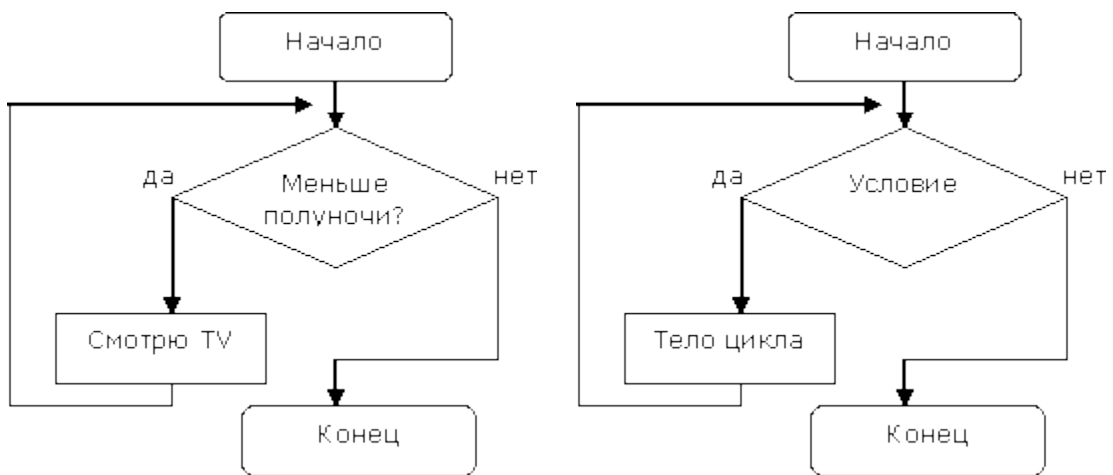 Начало
да
Меньше
полуночи?
нет
Смотрю TV
Конец
Начало
да
Условие
нет
Тело цикла
Конец